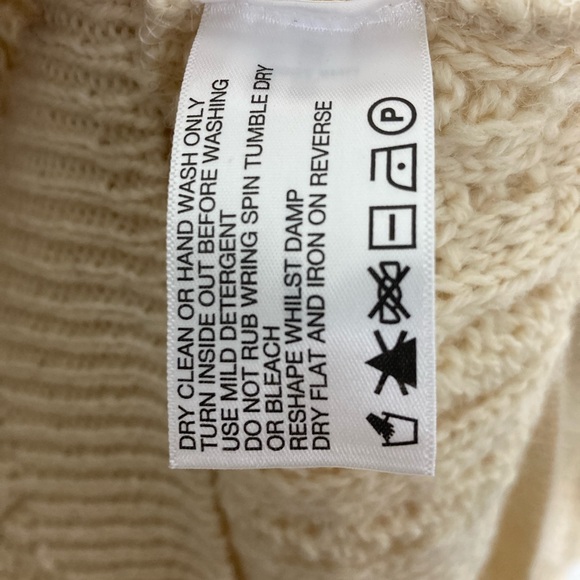 DRY CLEAN OR HAND WASH ONLY
TURN INSIDE OUT BEFORE WASHING
USE MILD DETERGENT
DO NOT RUB WRING SPIN TUMBLE DRY
OR BLEACH
RESHAPE WHILST DAMP
DRY FLAT AND IRON ON REVERSE
P